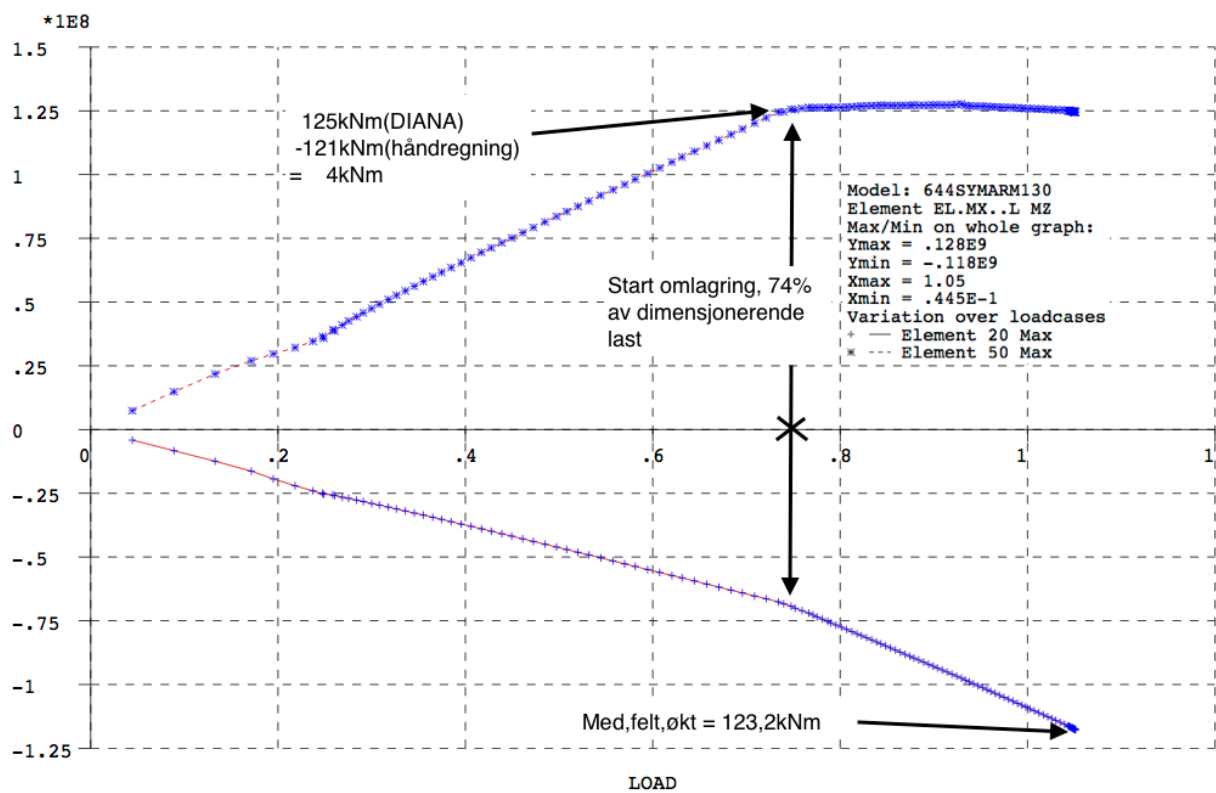 *1E8
1.5
1.25
1
.75
.5
.25
0
-.25
-.5
-.75
-1
-1.25
125kNm(DIANA)
-121kNm(håndregning)
= 4kNm
Model: 644SYMARM130
Element EL.MX..L MZ
Max/Min on whole graph:
Ymax = .128E9
Ymin = -.118E9
Xmax = 1.05
Xmin = .445E-1
Variation over loadcases
+ — Element 20 Max
* --- Element 50 Max
Start omlagring, 74%
av dimensjonerende
last
0 .2 .4 .6 .8 1 1
Med,felt,økt = 123,2kNm
LOAD